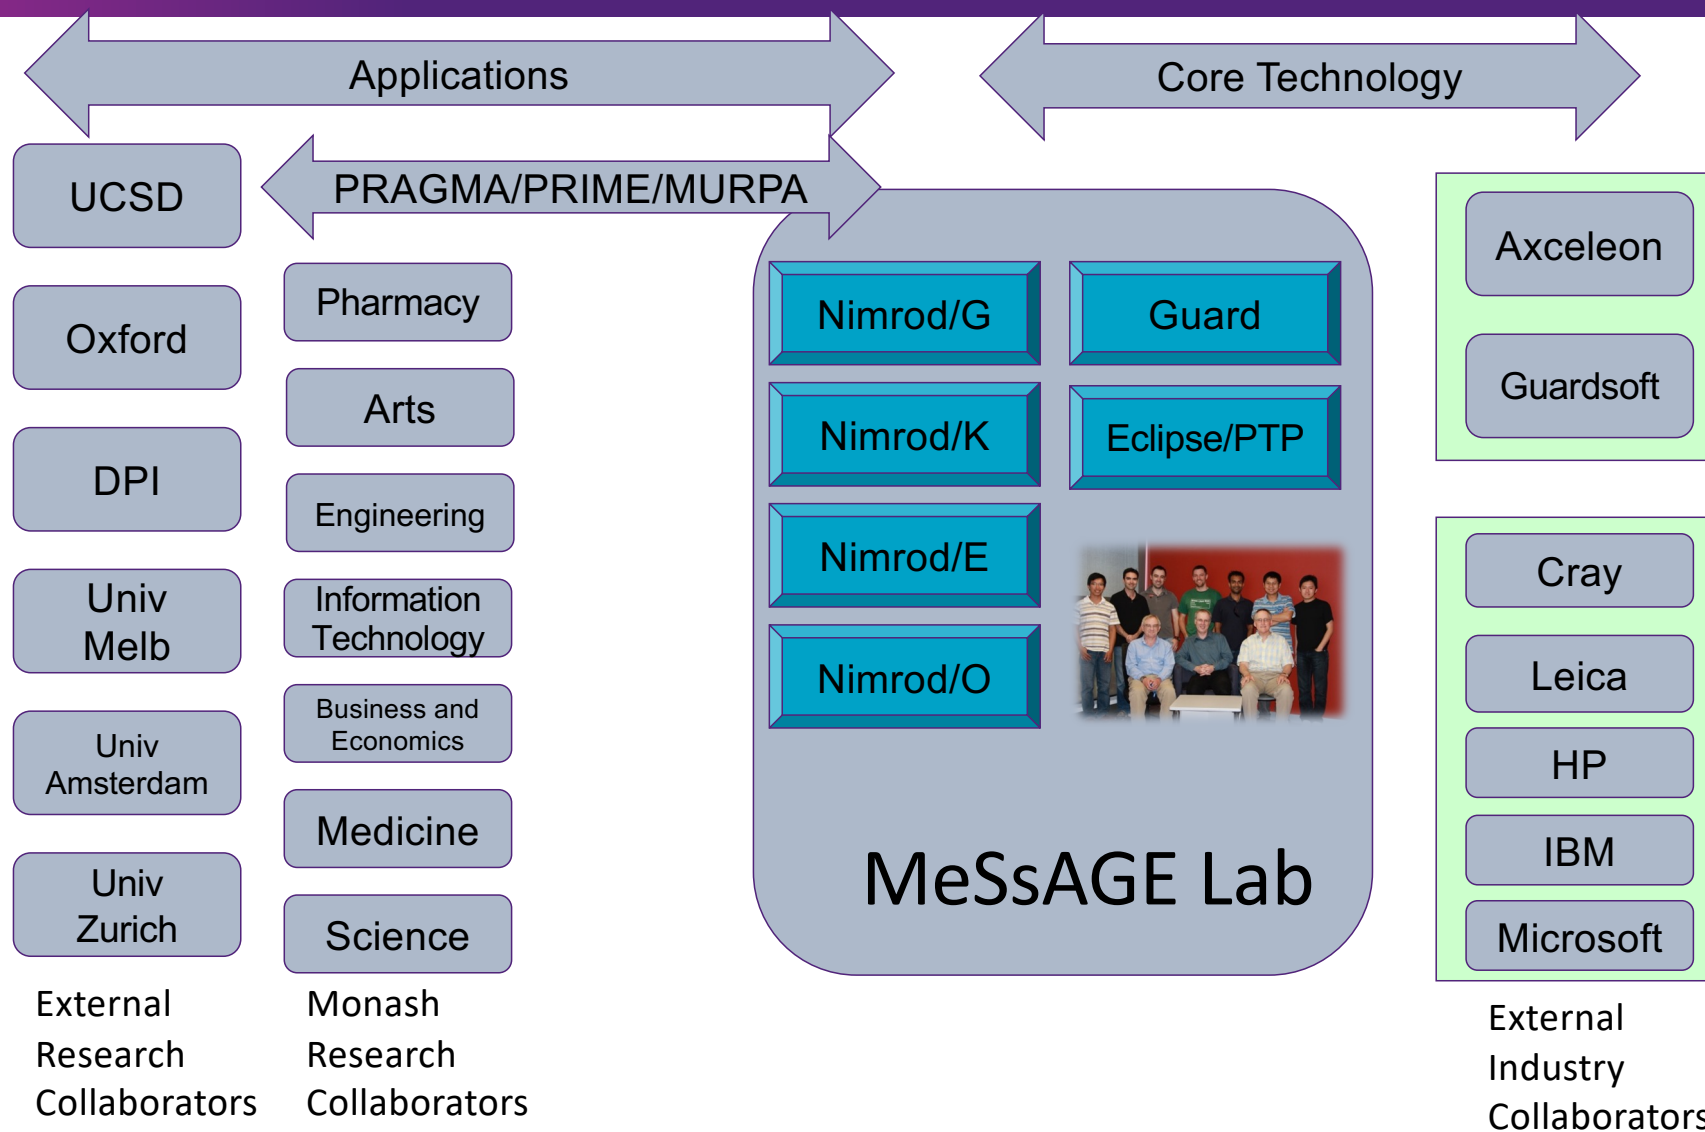 Applications
Core Technology
PRAGMA/PRIME/MURPA
UCSD
Oxford
DPI
Univ
Melb
Univ
Amsterdam
Univ
Zurich
External
Research
Collaborators
Pharmacy
Arts
Engineering
Information
Technology
Business and
Economics
Medicine
Science
Monash
Research
Collaborators
Nimrod/G
Nimrod/K
Nimrod/E
Nimrod/O
Guard
Eclipse/PTP
MeSsAGE Lab
Axceleon
Guardsoft
Cray
Leica
HP
IBM
Microsoft
External
Industry
Collaborators